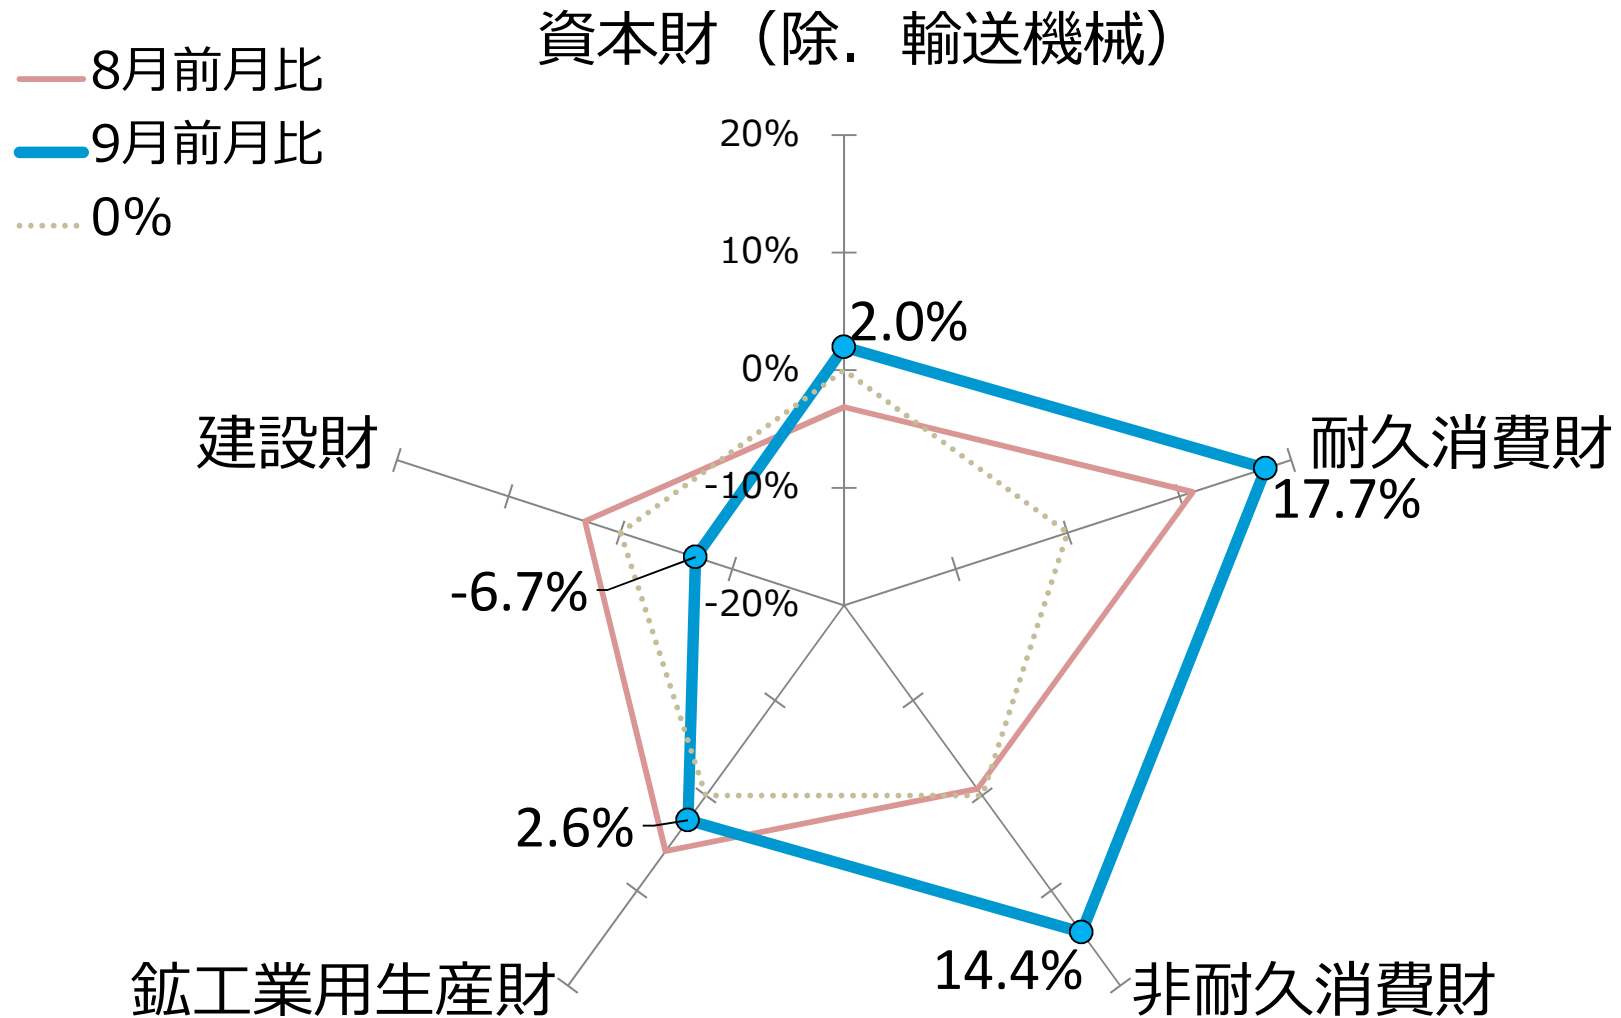 資本財（除．輸送機械）
8月前月比
9月前月比
0%
20%
10%
0%
-10%
-20%
2.0%
耐久消費財
17.7%
建設財
-6.7%
2.6%
14.4%
鉱工業用生産財
非耐久消費財